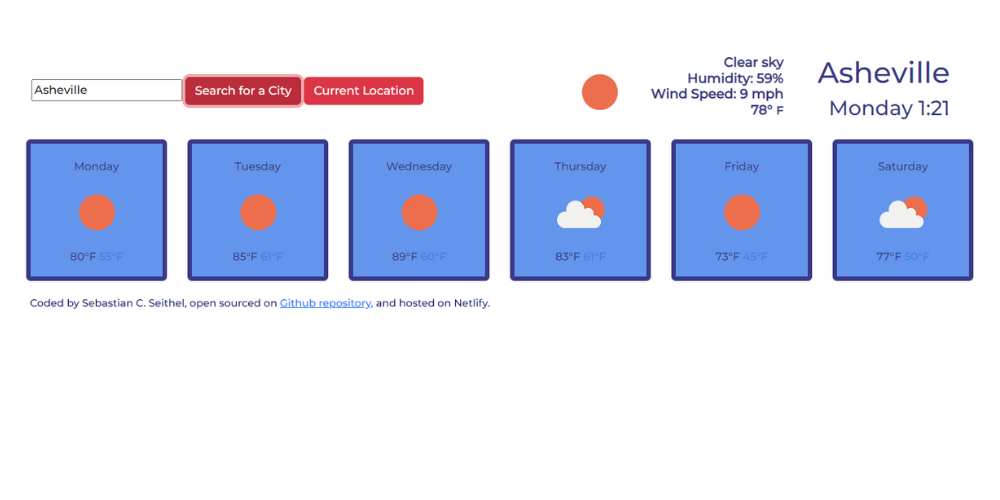 Asheville
Search for a City
Current Location
Clear sky
Humidity: 59%
Wind Speed: 9 mph
78° F
Asheville
Monday 1:21
Monday
80°F 55°F
Tuesday
85°F 61°F
Wednesday
89°F 60°F
Thursday
83°F 61°F
Friday
73°F 45°F
Saturday
77°F 50°F
Coded by Sebastian C. Seithel, open sourced on Github repository, and hosted on Netlify.